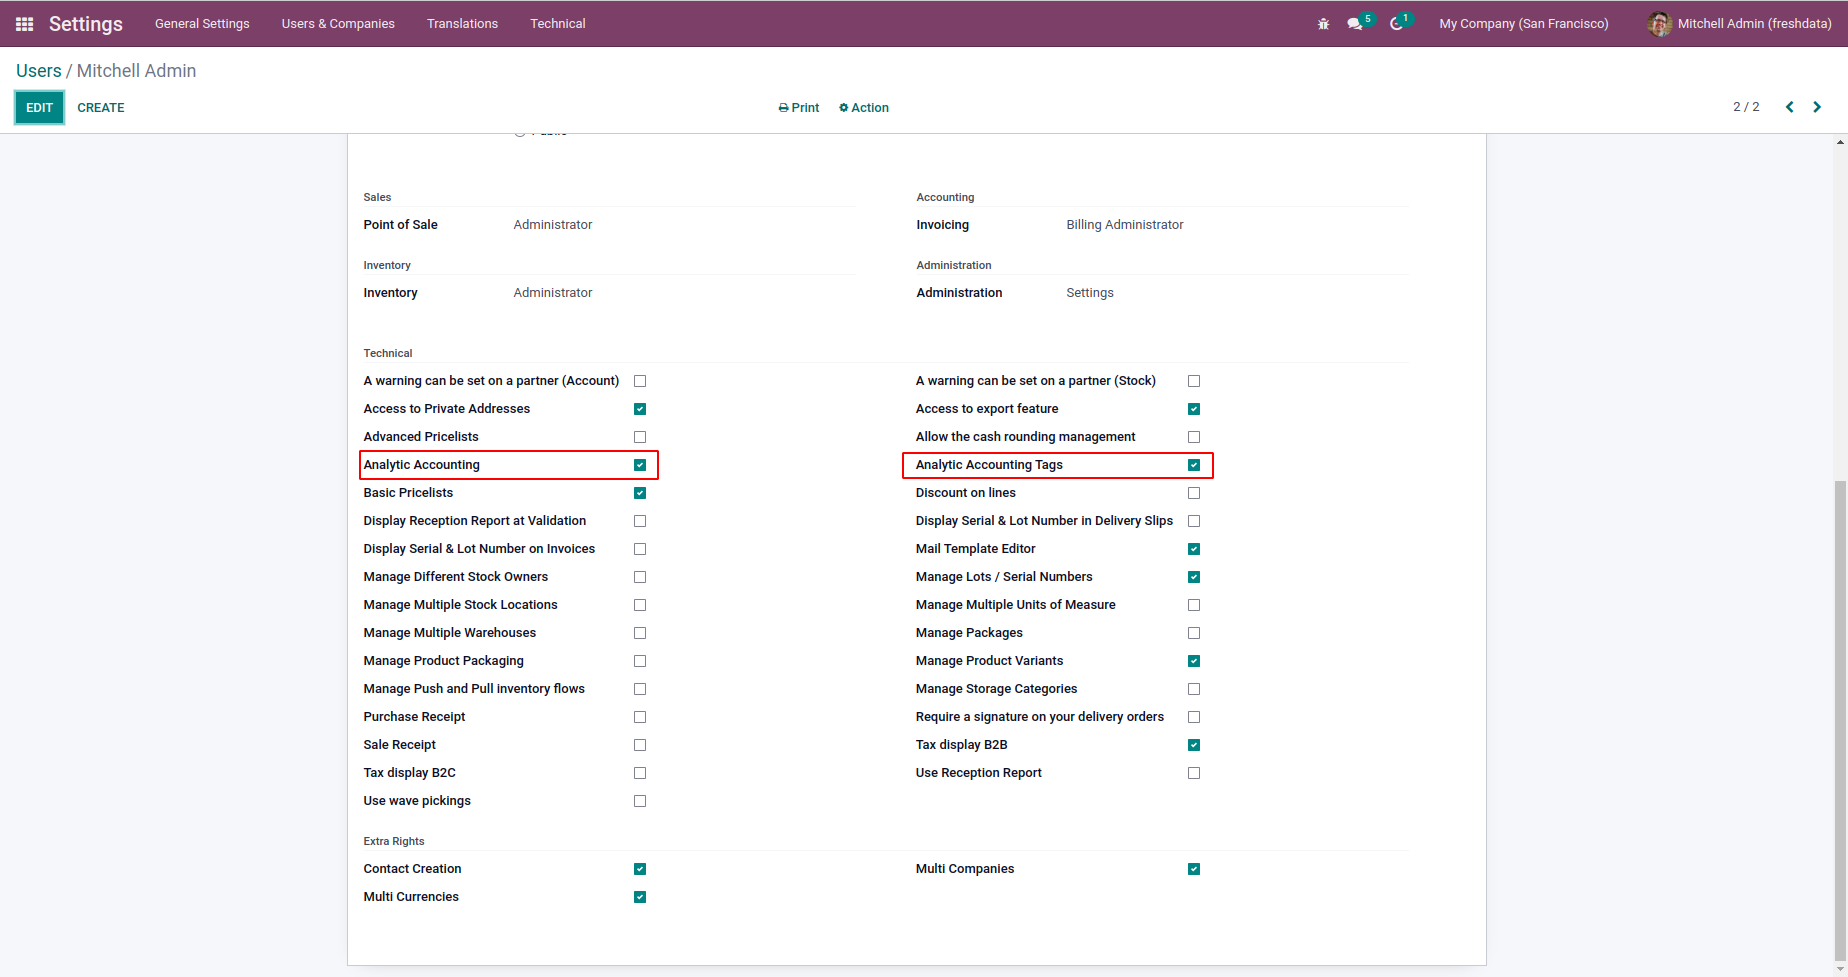 Settings General Settings Users & Companies Translations Technical 5 1 My Company (San Francisco) Mitchell Admin (freshdata)
Users / Mitchell Admin
EDIT CREATE Print Action 2 / 2
Sales Accounting
Point of Sale Administrator Invoicing Billing Administrator
Inventory Administration
Inventory Administrator Administration Settings
Technical
A warning can be set on a partner (Account) A warning can be set on a partner (Stock)
Access to Private Addresses Access to export feature
Advanced Pricelists Allow the cash rounding management
Analytic Accounting Analytic Accounting Tags
Basic Pricelists Discount on lines
Display Reception Report at Validation Display Serial & Lot Number in Delivery Slips
Display Serial & Lot Number on Invoices Mail Template Editor
Manage Different Stock Owners Manage Lots / Serial Numbers
Manage Multiple Stock Locations Manage Multiple Units of Measure
Manage Multiple Warehouses Manage Packages
Manage Product Packaging Manage Product Variants
Manage Push and Pull inventory flows Manage Storage Categories
Purchase Receipt Require a signature on your delivery orders
Sale Receipt Tax display B2B
Tax display B2C Use Reception Report
Use wave pickings
Extra Rights
Contact Creation Multi Companies
Multi Currencies